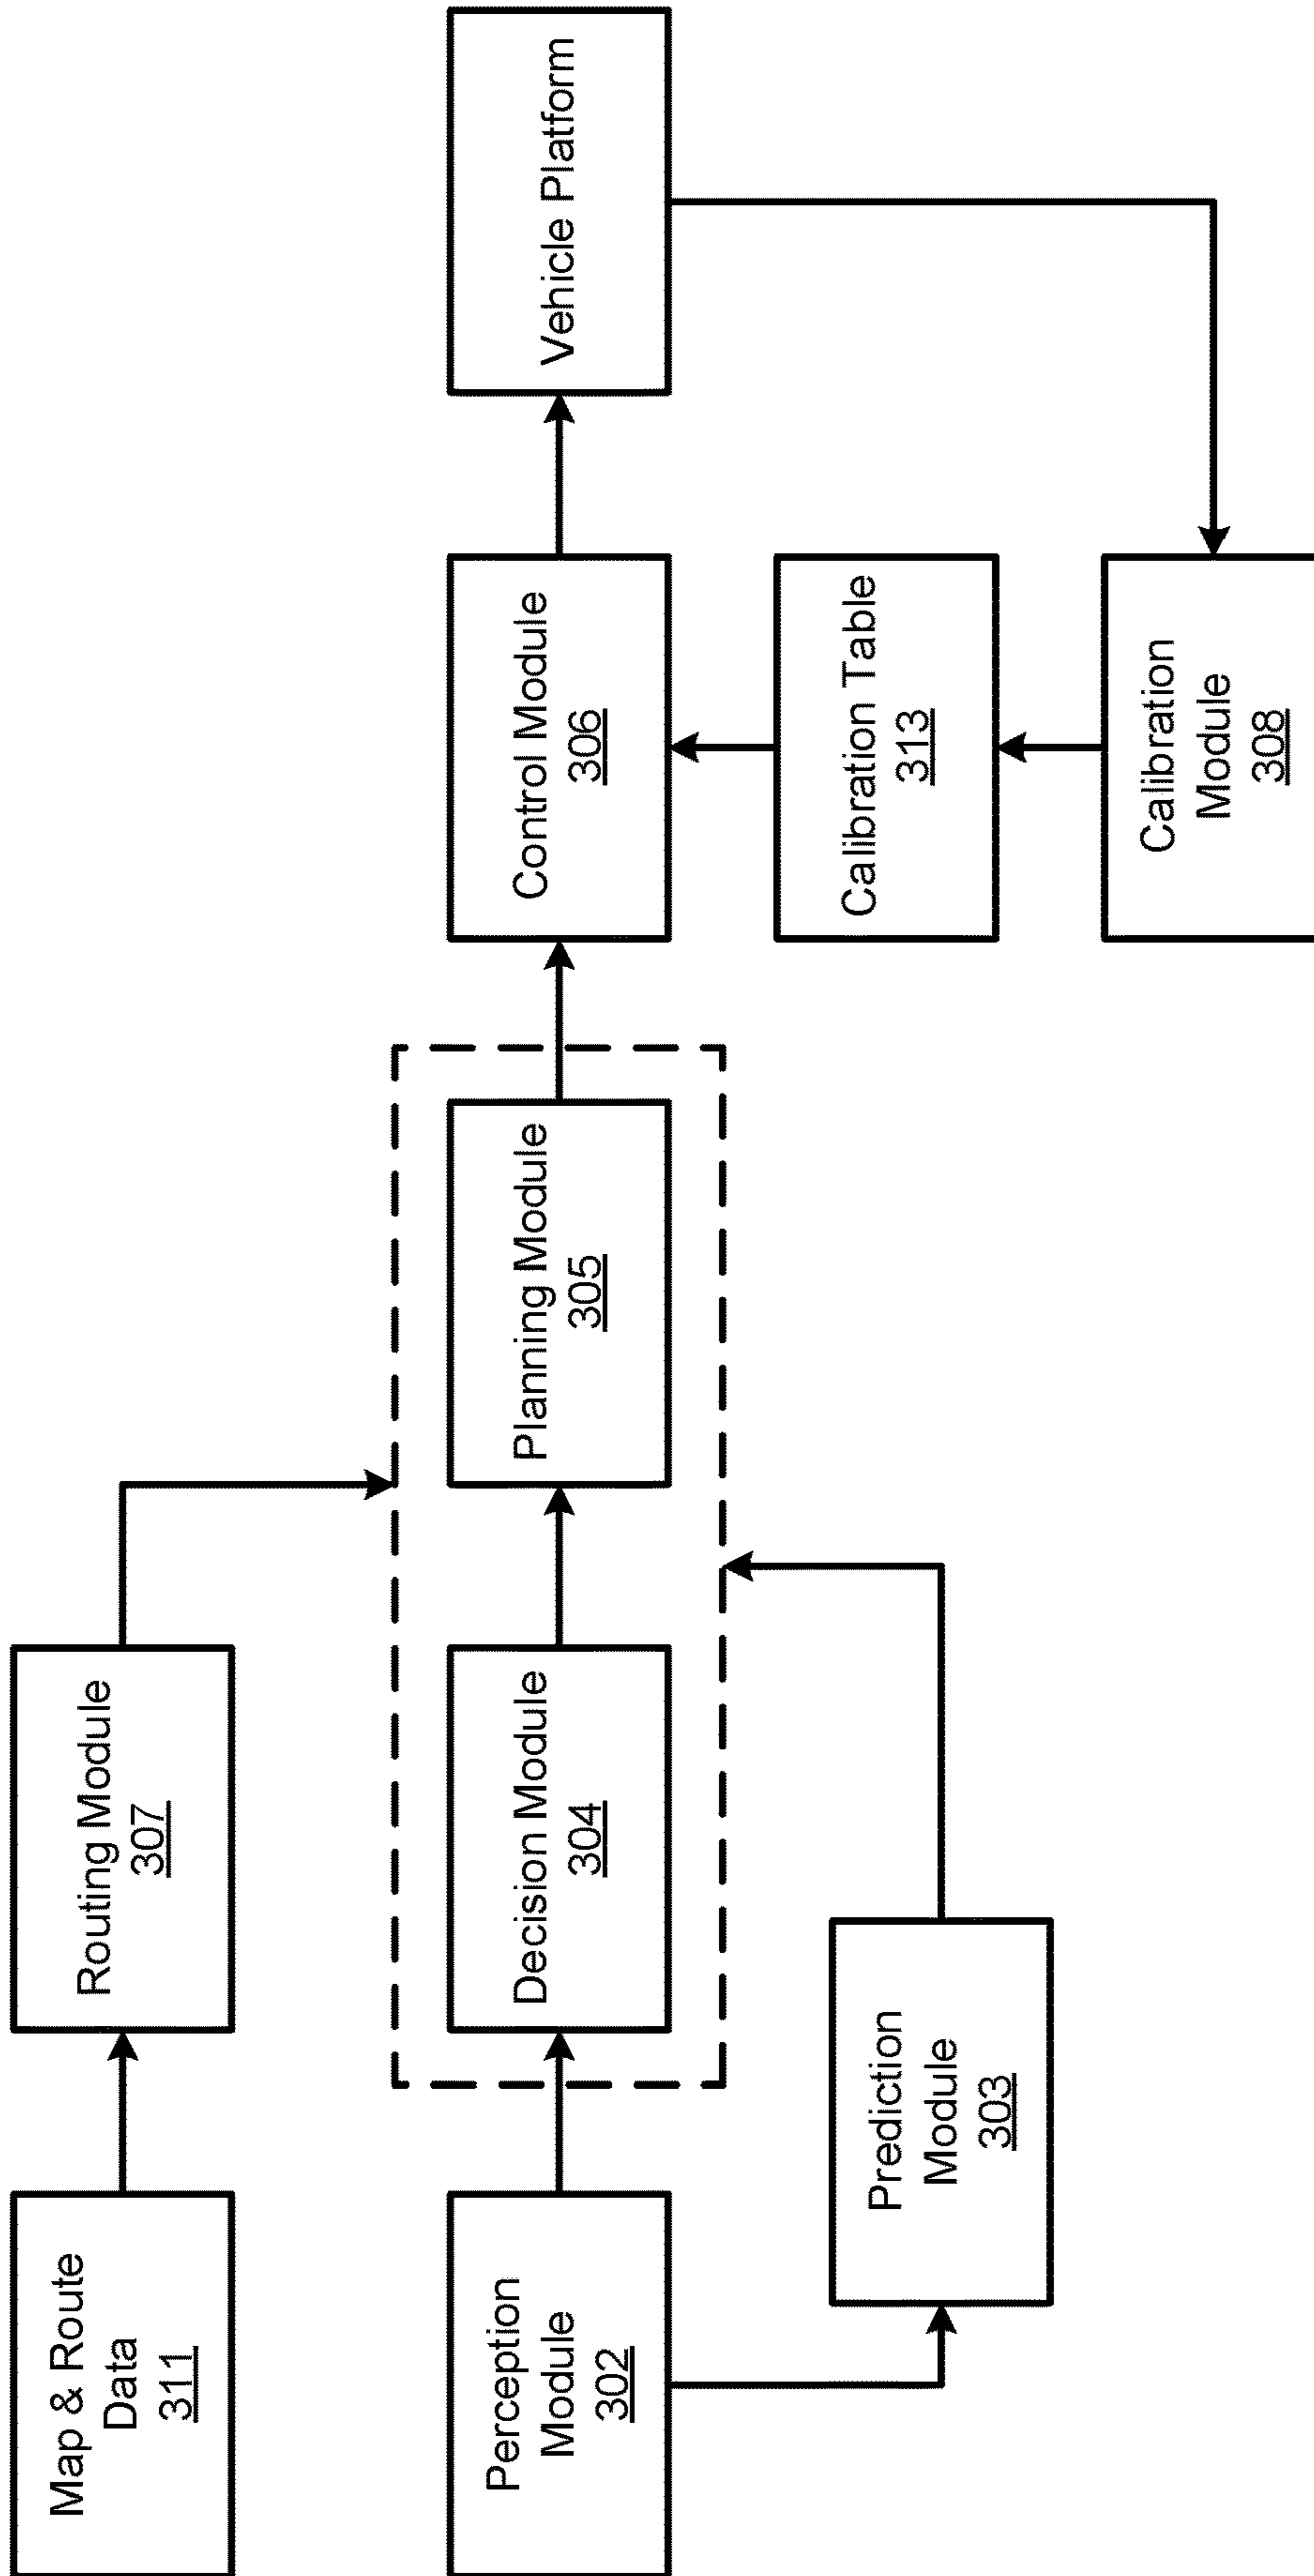 Map & Route
Data
311
Routing Module
307
Perception
Module
302
Decision Module
304
Planning Module
305
Control Module
306
Vehicle Platform
Prediction
Module
303
Calibration Table
313
Calibration
Module
308